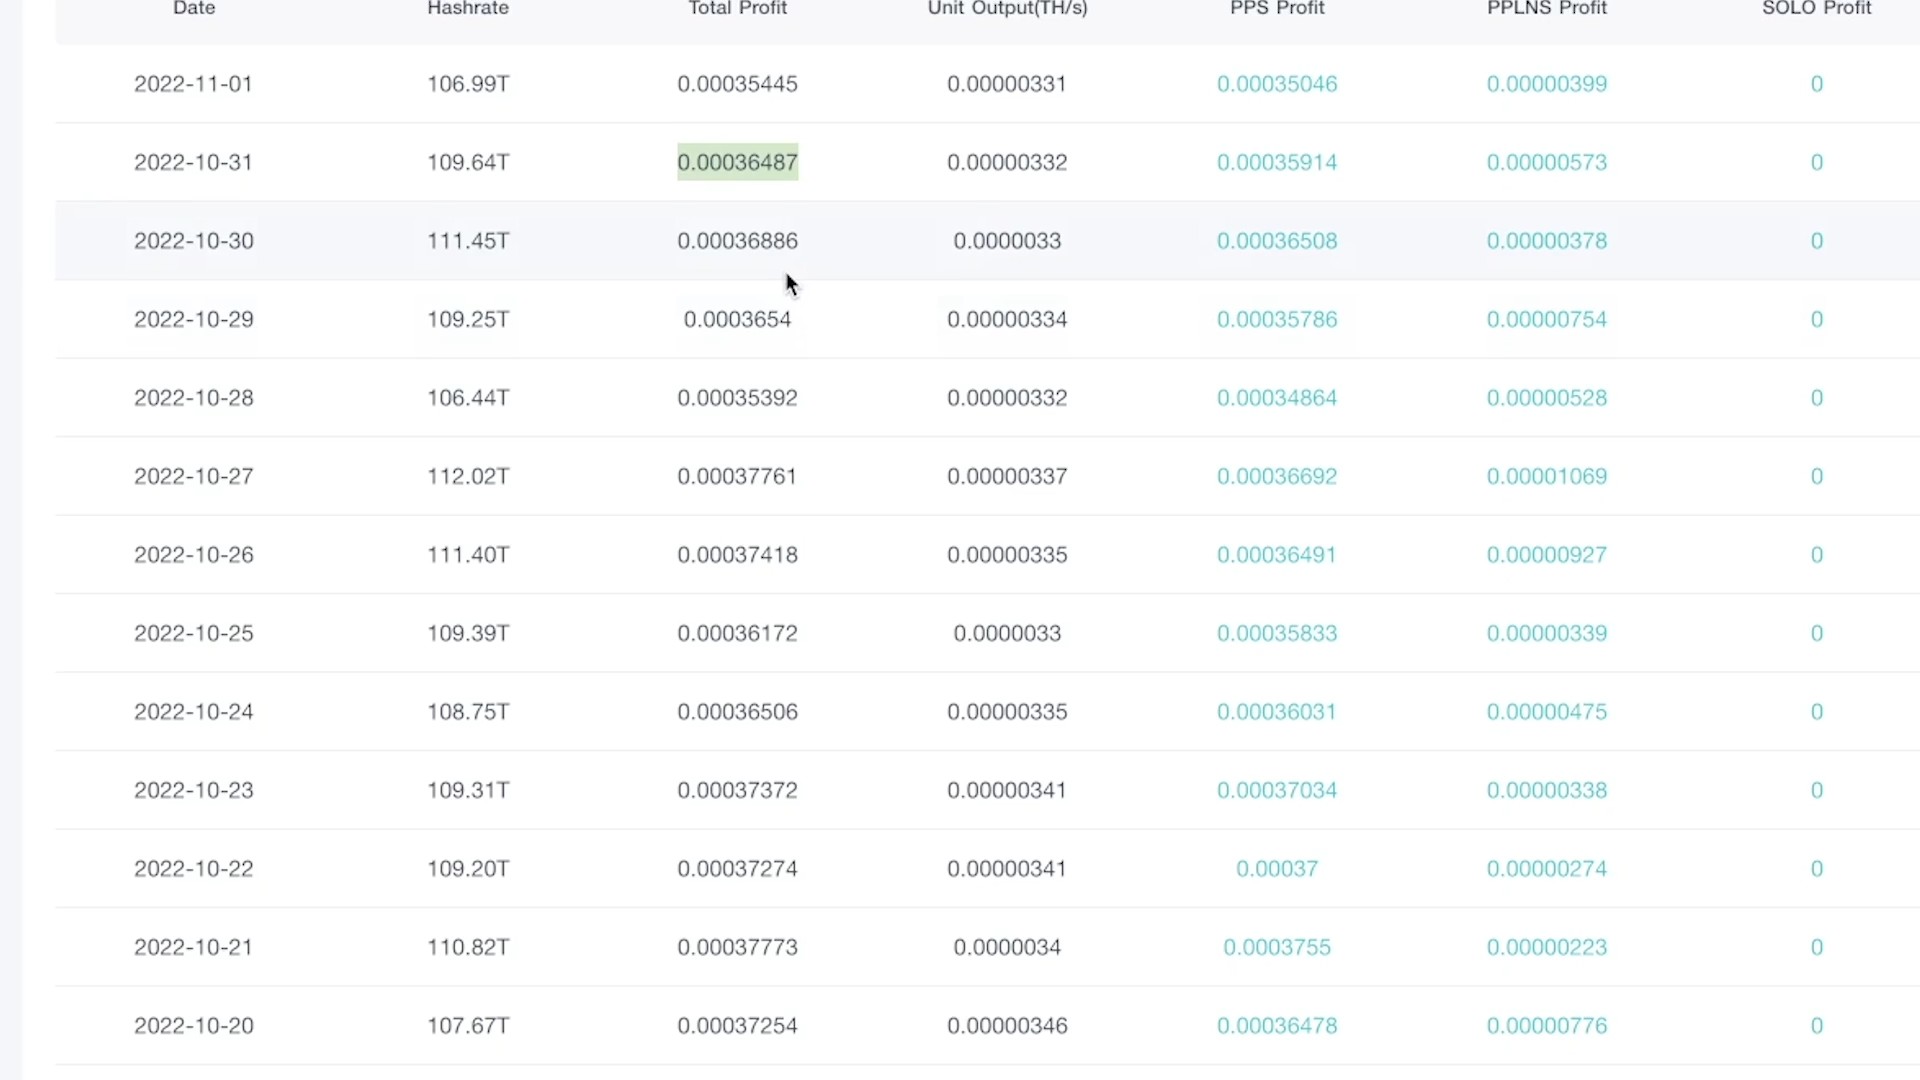 Date Hashrate Total Profit Unit Output(TH/s) PPS Profit PPLNS Profit SOLO Profit
2022-11-01 106.99T 0.00035445 0.00000331 0.00035046 0.00000399 0
2022-10-31 109.64T 0.00036487 0.00000332 0.00035914 0.00000573 0
2022-10-30 111.45T 0.00036886 0.0000033 0.00036508 0.00000378 0
2022-10-29 109.25T 0.0003654 0.00000334 0.00035786 0.00000754 0
2022-10-28 106.44T 0.00035392 0.00000332 0.00034864 0.00000528 0
2022-10-27 112.02T 0.00037761 0.00000337 0.00036692 0.00001069 0
2022-10-26 111.40T 0.00037418 0.00000335 0.00036491 0.00000927 0
2022-10-25 109.39T 0.00036172 0.0000033 0.00035833 0.00000339 0
2022-10-24 108.75T 0.00036506 0.00000335 0.00036031 0.00000475 0
2022-10-23 109.31T 0.00037372 0.00000341 0.00037034 0.00000338 0
2022-10-22 109.20T 0.00037274 0.00000341 0.00037 0.00000274 0
2022-10-21 110.82T 0.00037773 0.0000034 0.0003755 0.00000223 0
2022-10-20 107.67T 0.00037254 0.00000346 0.00036478 0.00000776 0